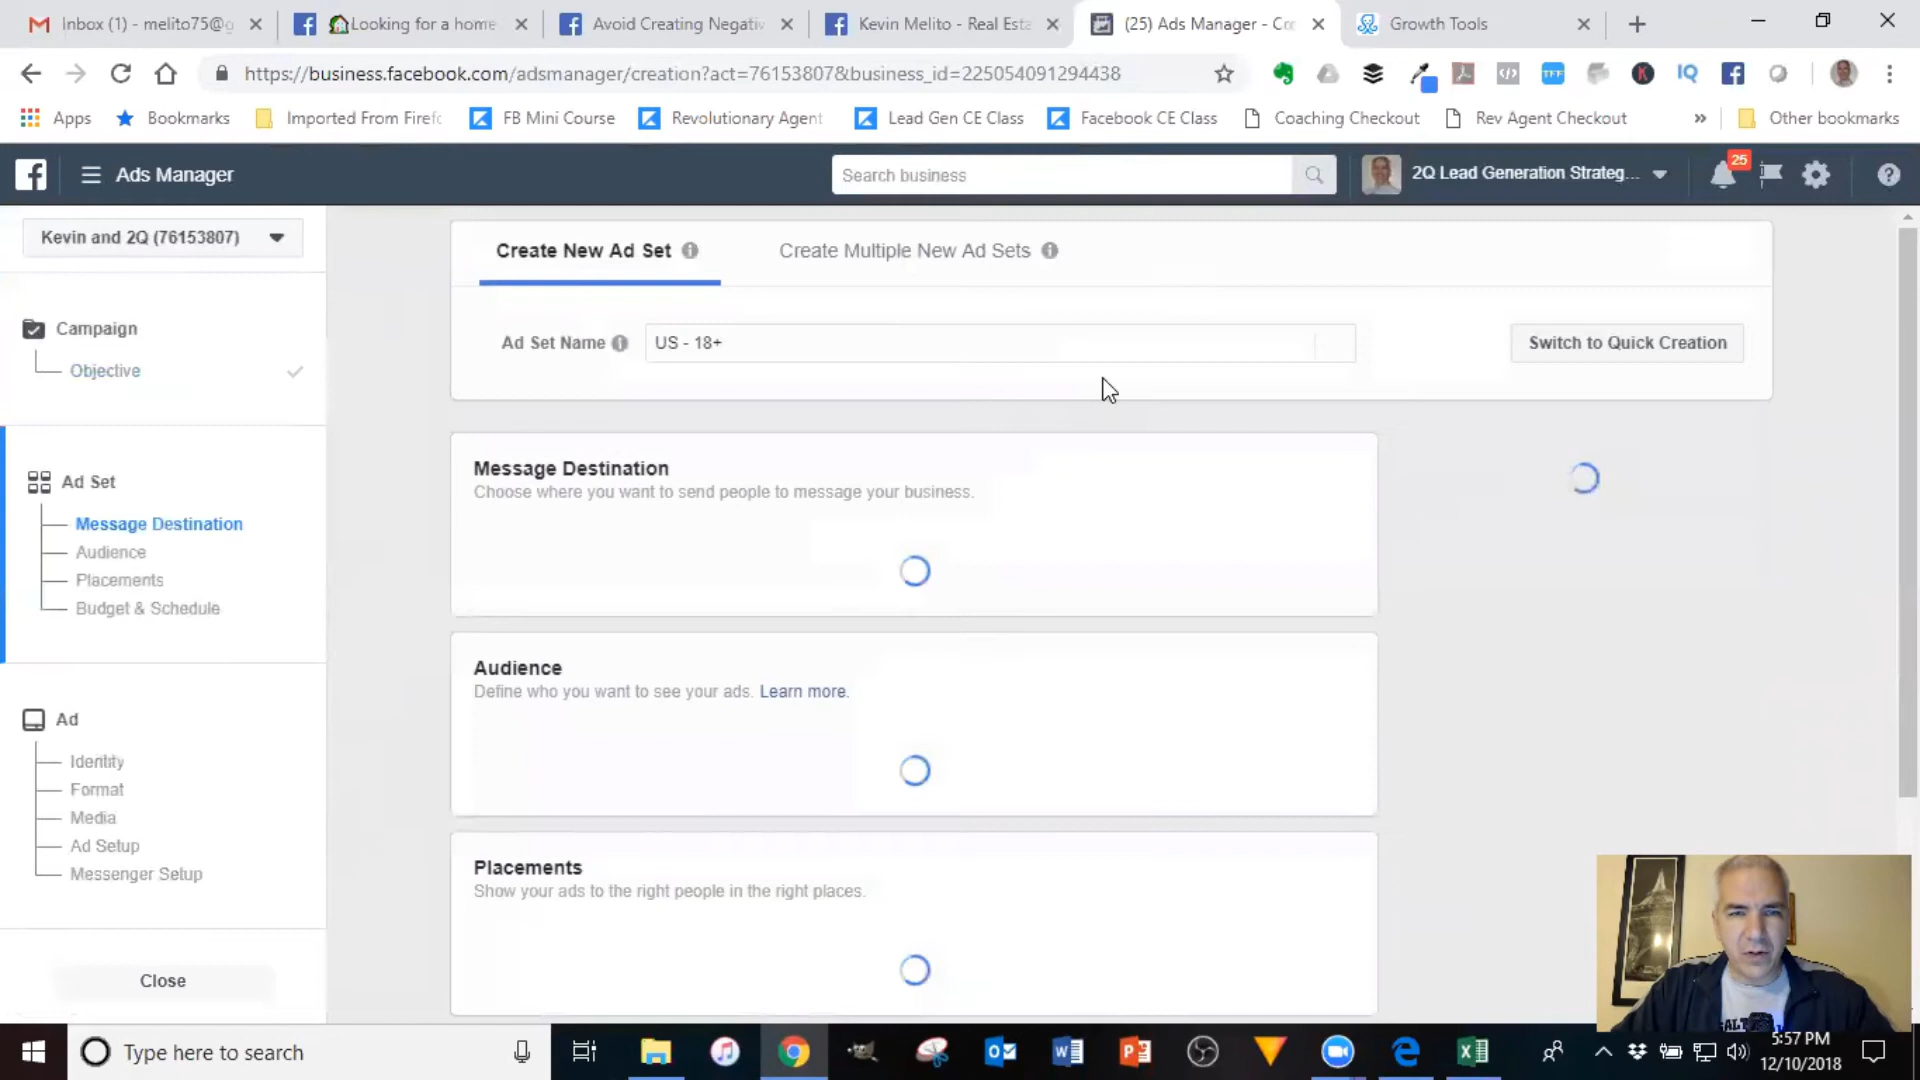 Inbox (1) - melito75@g
Looking for a home
Avoid Creating Negativ
Kevin Melito - Real Esta
(25) Ads Manager - Cr
Growth Tools
https://business.facebook.com/adsmanager/creation?act=76153807&business_id=225054091294438
Apps
Bookmarks
Imported From Firefo
FB Mini Course
Revolutionary Agent
Lead Gen CE Class
Facebook CE Class
Coaching Checkout
Rev Agent Checkout
»
Other bookmarks
Ads Manager
Search business
2Q Lead Generation Strateg...
25
Kevin and 2Q (76153807)
Campaign
Objective
Ad Set
Message Destination
Audience
Placements
Budget & Schedule
Ad
Identity
Format
Media
Ad Setup
Messenger Setup
Close
Create New Ad Set
Create Multiple New Ad Sets
Ad Set Name
US - 18+
Switch to Quick Creation
Message Destination
Choose where you want to send people to message your business.
Audience
Define who you want to see your ads. Learn more.
Placements
Show your ads to the right people in the right places.
Type here to search
5:57 PM
12/10/2018